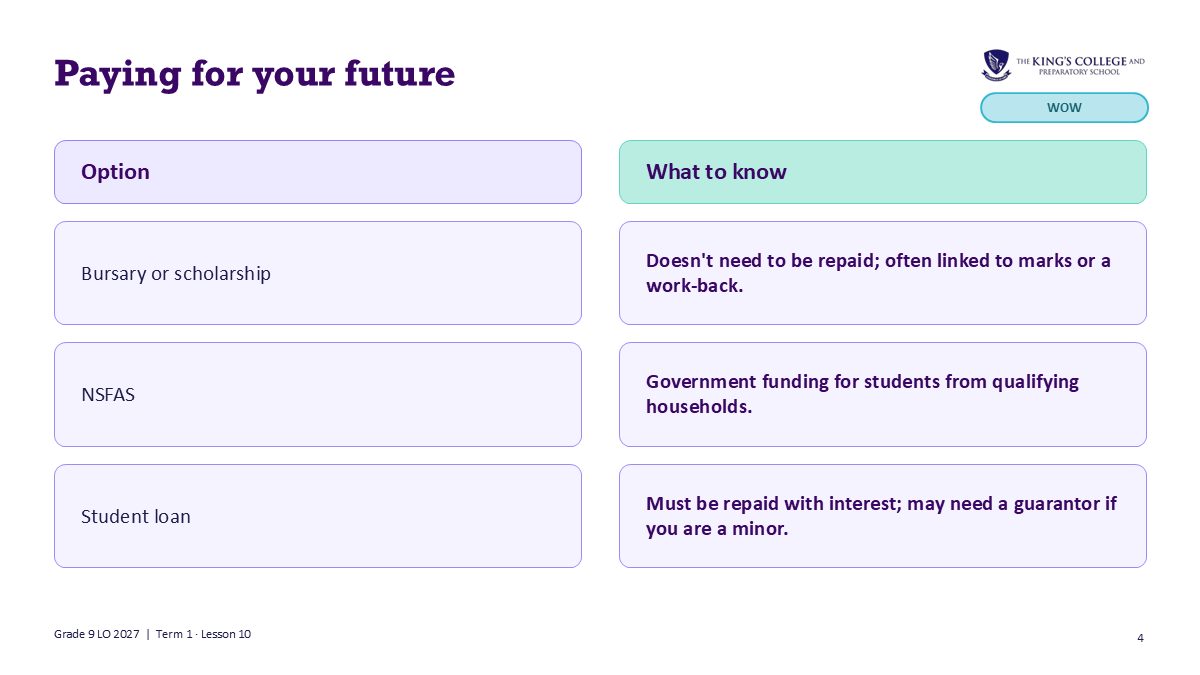 Paying for your future
THE KING'S COLLEGE AND
PREPARATORY SCHOOL
WOW
Option
What to know
Bursary or scholarship
Doesn't need to be repaid; often linked to marks or a
work-back.
NSFAS
Government funding for students from qualifying
households.
Student loan
Must be repaid with interest; may need a guarantor if
you are a minor.
Grade 9 LO 2027 | Term 1 · Lesson 10
4